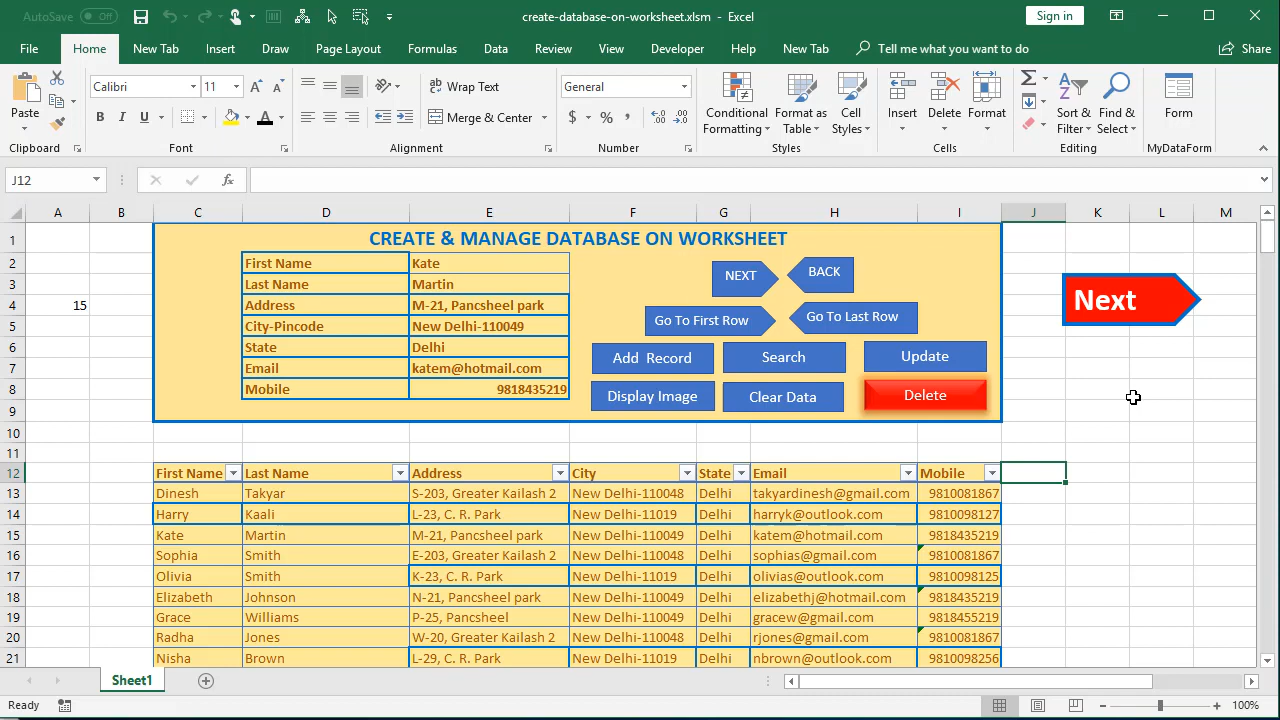 AutoSave Off create-database-on-worksheet.xlsm - Excel Sign in
File Home New Tab Insert Draw Page Layout Formulas Data Review View Developer Help New Tab Tell me what you want to do Share
Paste Calibri 11 Wrap Text General Conditional Formatting Format as Table Cell Styles Insert Delete Format Sort & Filter Find & Select Form
B I U Merge & Center $ % ,
Clipboard Font Alignment Number Styles Cells Editing MyDataForm
J12 fx
A B C D E F G H I J K L M
1 CREATE & MANAGE DATABASE ON WORKSHEET
2 First Name Kate NEXT BACK
3 Last Name Martin Next
4 15 Address M-21, Pancsheel park Go To First Row Go To Last Row
5 City-Pincode New Delhi-110049
6 State Delhi Add Record Search Update
7 Email katem@hotmail.com
8 Mobile 9818435219 Display Image Clear Data Delete
9
10
11
12 First Name Last Name Address City State Email Mobile
13 Dinesh Takyar S-203, Greater Kailash 2 New Delhi-110048 Delhi takyardinesh@gmail.com 9810081867
14 Harry Kaali L-23, C. R. Park New Delhi-11019 Delhi harryk@outlook.com 9810098127
15 Kate Martin M-21, Pancsheel park New Delhi-110049 Delhi katem@hotmail.com 9818435219
16 Sophia Smith E-203, Greater Kailash 2 New Delhi-110048 Delhi sophias@gmail.com 9810081867
17 Olivia Smith K-23, C. R. Park New Delhi-11019 Delhi olivias@outlook.com 9810098125
18 Elizabeth Johnson N-21, Pancsheel park New Delhi-110049 Delhi elizabethj@hotmail.com 9818435219
19 Grace Williams P-25, Pancsheel New Delhi-110049 Delhi gracew@gmail.com 9818455219
20 Radha Jones W-20, Greater Kailash 2 New Delhi-110048 Delhi rjones@gmail.com 9810081867
21 Nisha Brown L-29, C. R. Park New Delhi-11019 Delhi nbrown@outlook.com 9810098256
Sheet1
Ready 100%